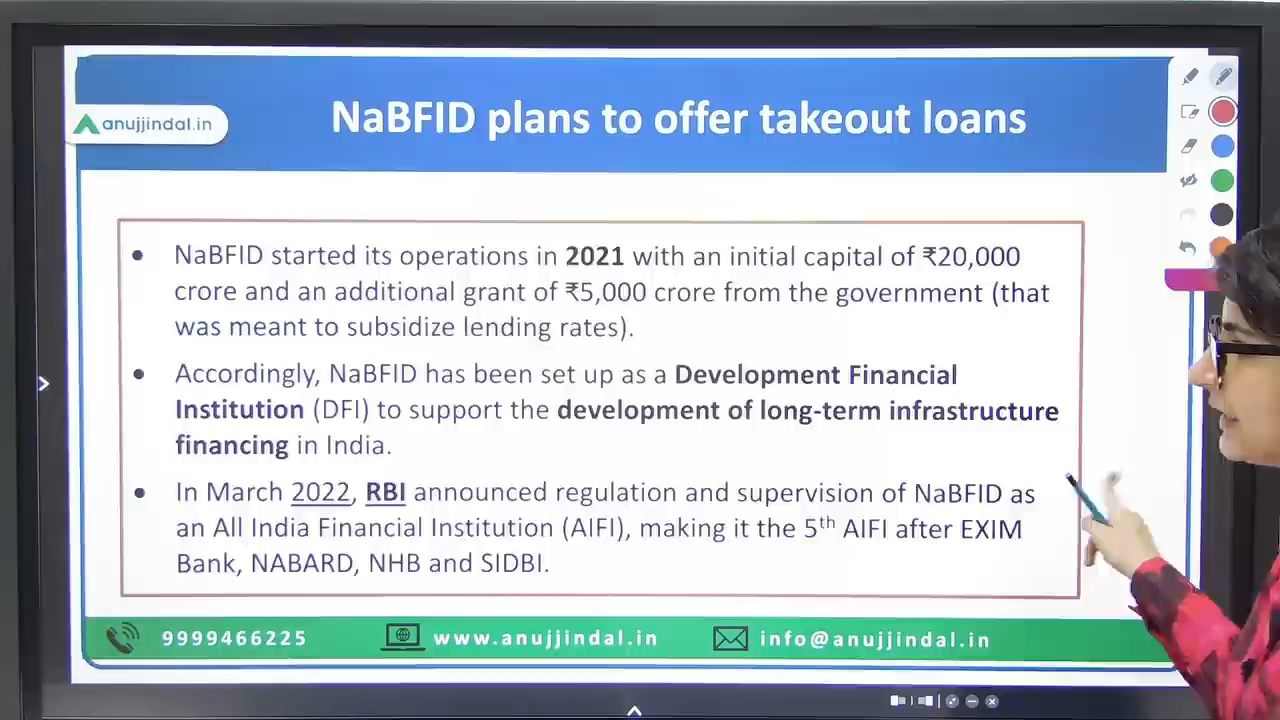 anujjindal.in
NaBFID plans to offer takeout loans
• NaBFID started its operations in 2021 with an initial capital of ₹20,000
crore and an additional grant of ₹5,000 crore from the government (that
was meant to subsidize lending rates).
• Accordingly, NaBFID has been set up as a Development Financial
Institution (DFI) to support the development of long-term infrastructure
financing in India.
• In March 2022, RBI announced regulation and supervision of NaBFID as
an All India Financial Institution (AIFI), making it the 5th AIFI after EXIM
Bank, NABARD, NHB and SIDBI.
9999466225 www.anujjindal.in info@anujjindal.in